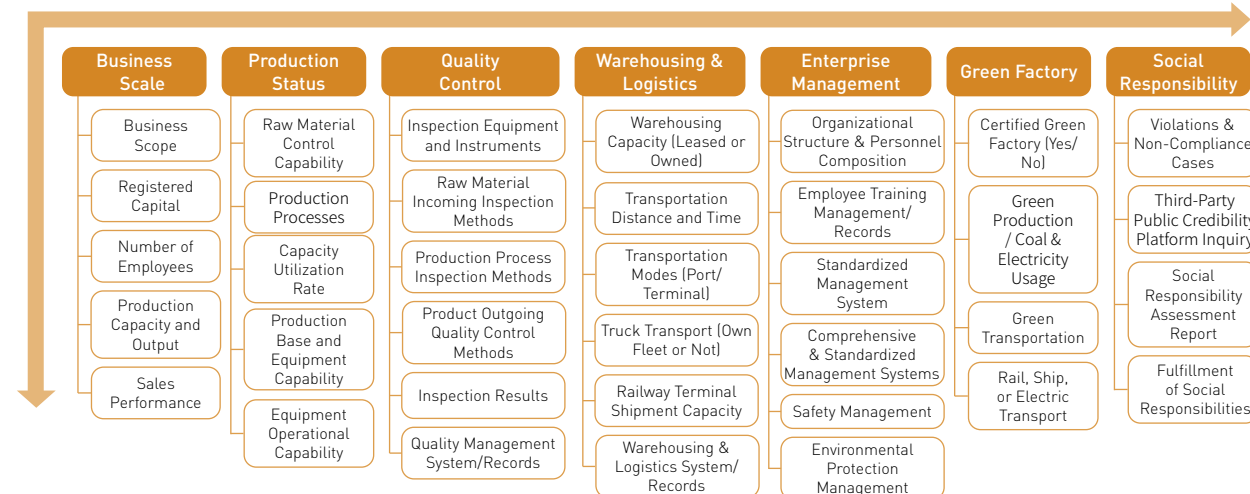 Business
Scale
Business
Scope
Registered
Capital
Number of
Employees
Production
Capacity and
Output
Sales
Performance
Production
Status
Raw Material
Control
Capability
Production
Processes
Capacity
Utilization
Rate
Production
Base and
Equipment
Capability
Equipment
Operational
Capability
Quality
Control
Inspection Equipment
and Instruments
Raw Material
Incoming Inspection
Methods
Production Process
Inspection Methods
Product Outgoing
Quality Control
Methods
Inspection Results
Quality Management
System/Records
Warehousing &
Logistics
Warehousing
Capacity (Leased or
Owned)
Transportation
Distance and Time
Transportation
Modes (Port/
Terminal)
Truck Transport (Own
Fleet or Not)
Railway Terminal
Shipment Capacity
Warehousing &
Logistics System/
Records
Enterprise
Management
Organizational
Structure & Personnel
Composition
Employee Training
Management/
Records
Standardized
Management
System
Comprehensive
& Standardized
Management Systems
Safety Management
Environmental
Protection
Management
Green Factory
Certified Green
Factory (Yes/
No)
Green
Production
/ Coal &
Electricity
Usage
Green
Transportation
Rail, Ship,
or Electric
Transport
Social
Responsibility
Violations &
Non-Compliance
Cases
Third-Party
Public Credibility
Platform Inquiry
Social
Responsibility
Assessment
Report
Fulfillment
of Social
Responsibilities